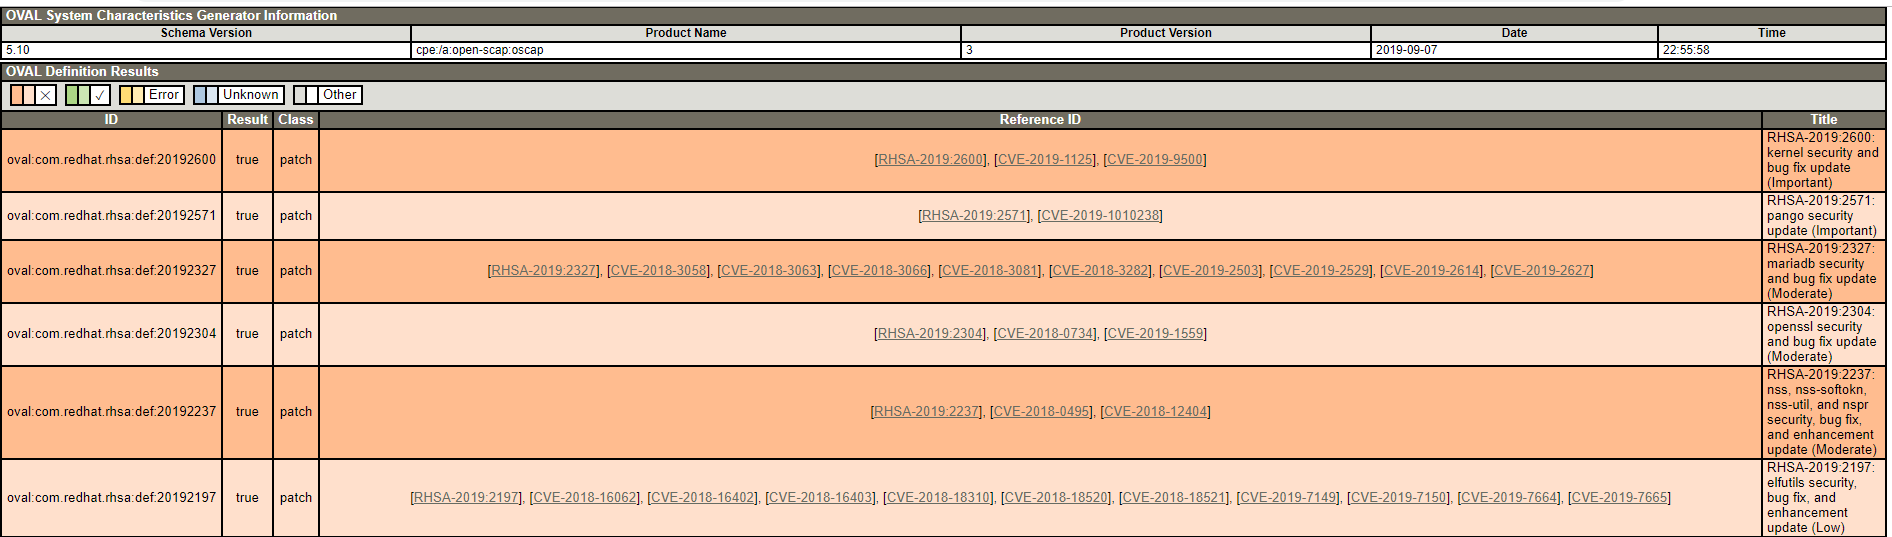 OVAL System Characteristics Generator Information
Schema Version Product Name Product Version Date Time
5.10 cpe:/a:open-scap:oscap 3 2019-09-07 22:55:58
OVAL Definition Results
X ✓ Error Unknown Other
ID Result Class Reference ID Title
oval:com.redhat.rhsa:def:20192600 true patch [RHSA-2019:2600], [CVE-2019-1125], [CVE-2019-9500]
RHSA-2019:2600:
kernel security and
bug fix update
(Important)
oval:com.redhat.rhsa:def:20192571 true patch [RHSA-2019:2571], [CVE-2019-1010238]
RHSA-2019:2571:
pango security
update (Important)
oval:com.redhat.rhsa:def:20192327 true patch [RHSA-2019:2327], [CVE-2018-3058], [CVE-2018-3063], [CVE-2018-3066], [CVE-2018-3081], [CVE-2018-3282], [CVE-2019-2503], [CVE-2019-2529], [CVE-2019-2614], [CVE-2019-2627]
RHSA-2019:2327:
mariadb security
and bug fix update
(Moderate)
oval:com.redhat.rhsa:def:20192304 true patch [RHSA-2019:2304], [CVE-2018-0734], [CVE-2019-1559]
RHSA-2019:2304:
openssl security
and bug fix update
(Moderate)
oval:com.redhat.rhsa:def:20192237 true patch [RHSA-2019:2237], [CVE-2018-0495], [CVE-2018-12404]
RHSA-2019:2237:
nss, nss-softokn,
nss-util, and nspr
security, bug fix,
and enhancement
update (Moderate)
oval:com.redhat.rhsa:def:20192197 true patch [RHSA-2019:2197], [CVE-2018-16062], [CVE-2018-16402], [CVE-2018-16403], [CVE-2018-18310], [CVE-2018-18520], [CVE-2018-18521], [CVE-2019-7149], [CVE-2019-7150], [CVE-2019-7664], [CVE-2019-7665]
RHSA-2019:2197:
elfutils security,
bug fix, and
enhancement
update (Low)